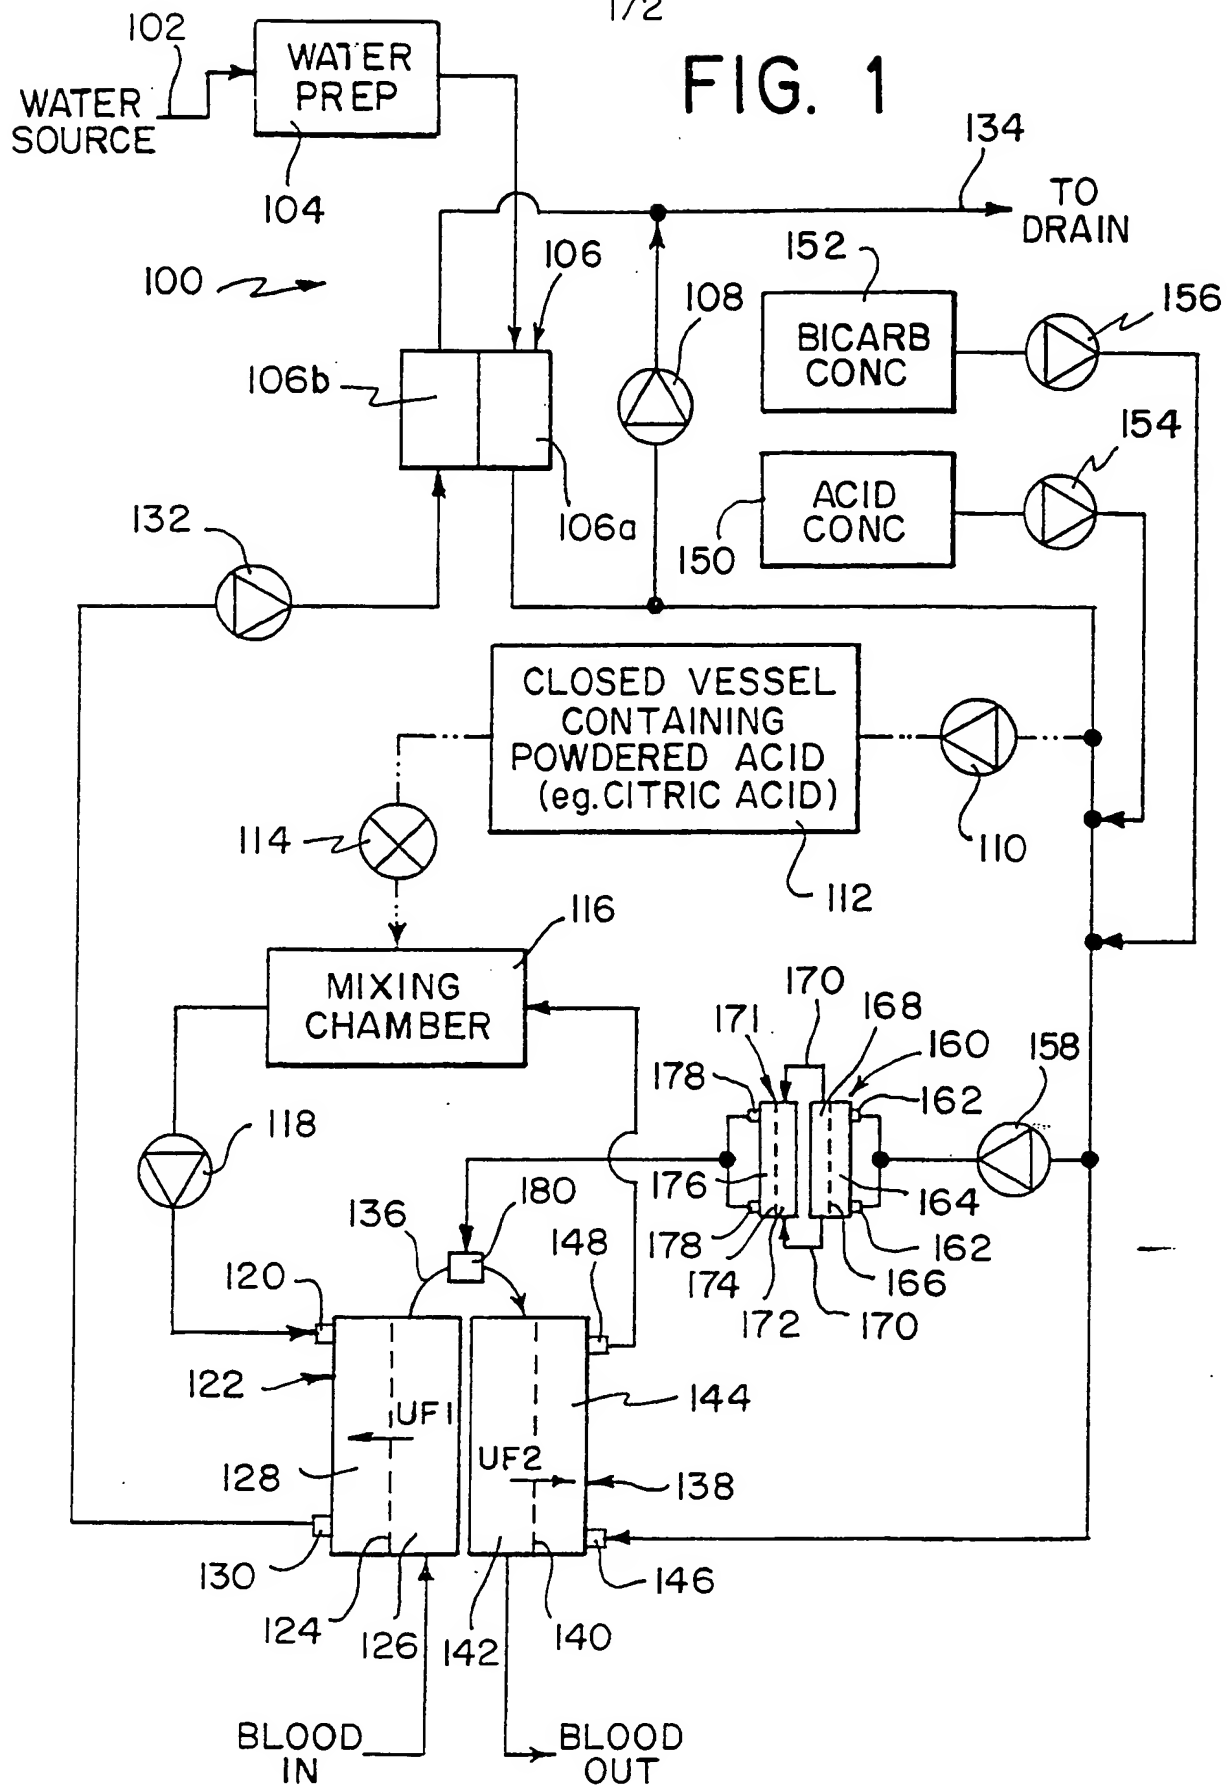 1/2
FIG. 1
102
WATER
SOURCE
WATER
PREP
104
134
TO
DRAIN
100
106
108
152
BICARB
CONC
156
106b
106a
154
ACID
CONC
150
132
CLOSED VESSEL
CONTAINING
POWDERED ACID
(eg.CITRIC ACID)
110
114
112
116
MIXING
CHAMBER
170
168
171
160
158
178
162
118
176
164
136
180
148
178
162
174
166
120
172
170
122
144
UF1
UF2
128
138
130
146
124
126
142
140
BLOOD
IN
BLOOD
OUT